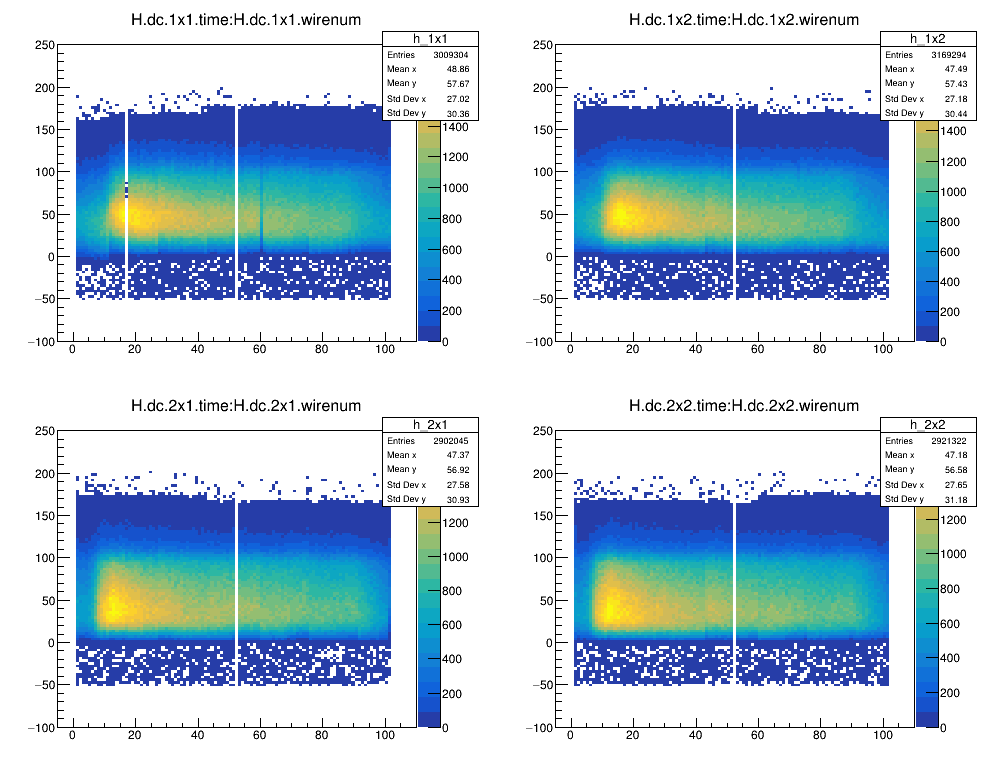 H.dc.1x1.time:H.dc.1x1.wirenum
h_1x1
Entries 3009304
Mean x 48.86
Mean y 57.67
Std Dev x 27.02
Std Dev y 30.36
250
200
150
100
50
0
−50
−100
0 20 40 60 80 100
1400
1200
1000
800
600
400
200
0
H.dc.1x2.time:H.dc.1x2.wirenum
h_1x2
Entries 3169294
Mean x 47.49
Mean y 57.43
Std Dev x 27.18
Std Dev y 30.44
250
200
150
100
50
0
−50
−100
0 20 40 60 80 100
1400
1200
1000
800
600
400
200
0
H.dc.2x1.time:H.dc.2x1.wirenum
h_2x1
Entries 2902045
Mean x 47.37
Mean y 56.92
Std Dev x 27.58
Std Dev y 30.93
250
200
150
100
50
0
−50
−100
0 20 40 60 80 100
1200
1000
800
600
400
200
0
H.dc.2x2.time:H.dc.2x2.wirenum
h_2x2
Entries 2921322
Mean x 47.18
Mean y 56.58
Std Dev x 27.65
Std Dev y 31.18
250
200
150
100
50
0
−50
−100
0 20 40 60 80 100
1200
1000
800
600
400
200
0